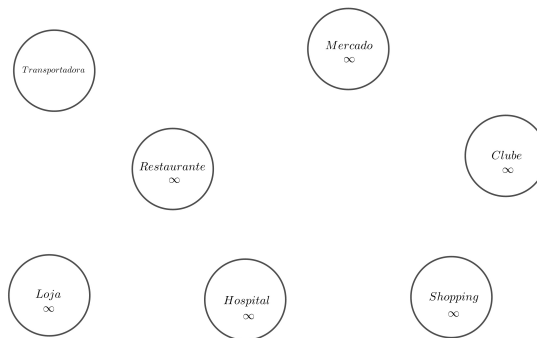 Mercado
∞
Transportadora
Restaurante
∞
Clube
∞
Loja
∞
Hospital
∞
Shopping
∞